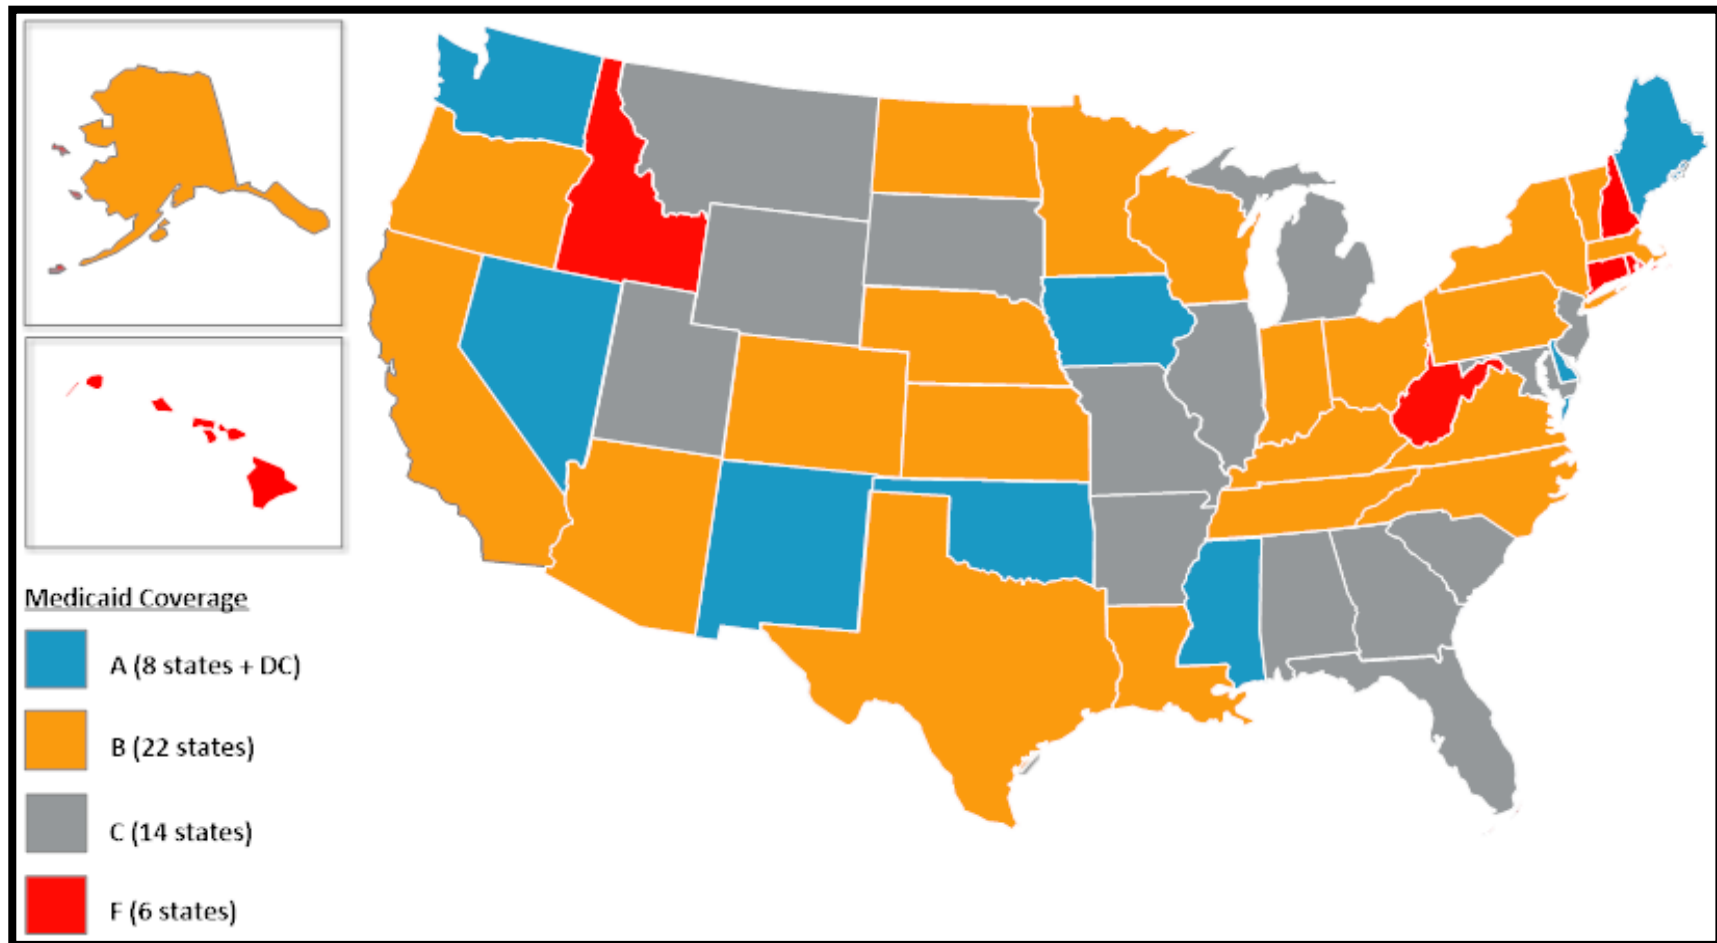 Medicaid Coverage
A (8 states + DC)
B (22 states)
C (14 states)
F (6 states)